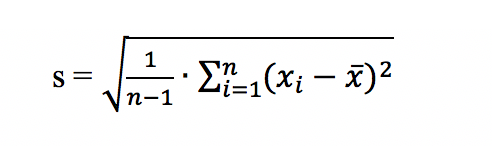 s = √(1/(n−1) · ∑ᵢ₌₁ⁿ(xᵢ − x̄)²)